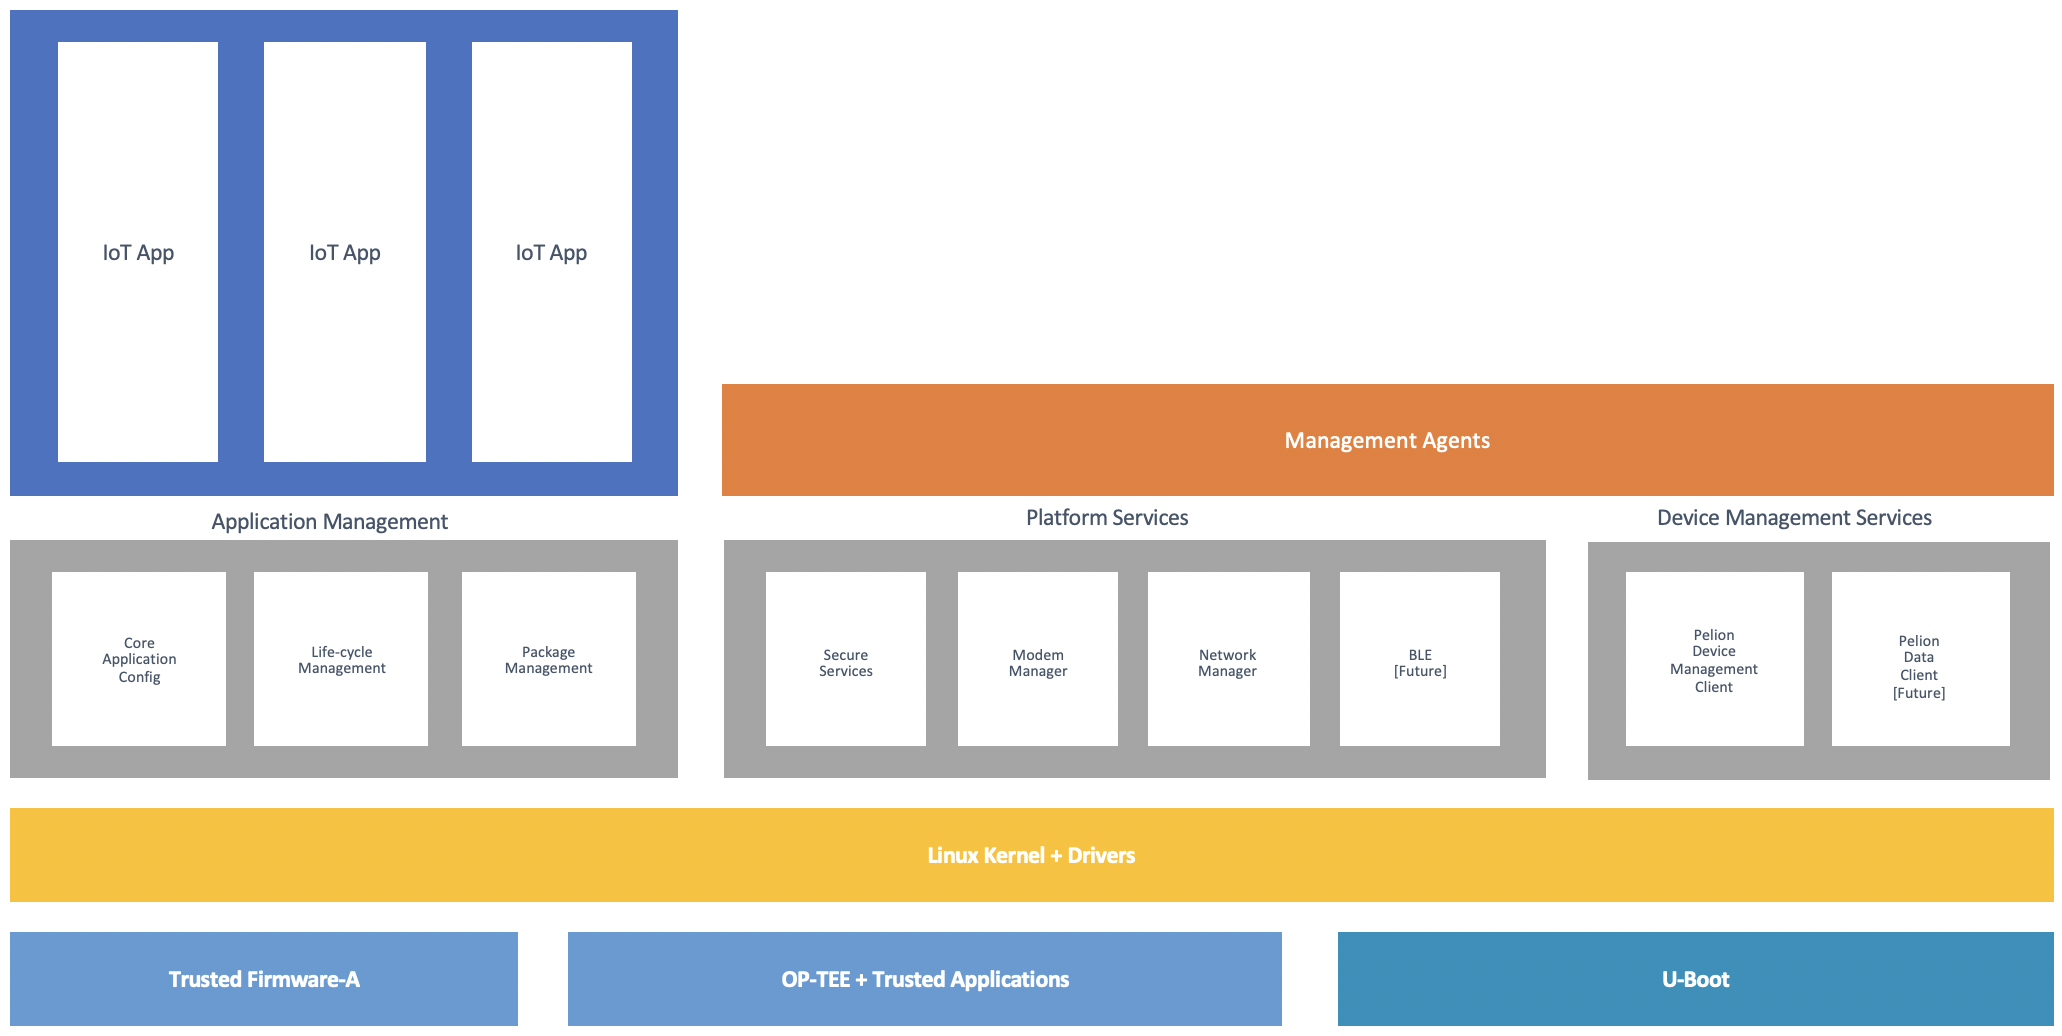 IoT App
IoT App
IoT App
Management Agents
Application Management
Platform Services
Device Management Services
Core
Application
Config
Life-cycle
Management
Package
Management
Secure
Services
Modem
Manager
Network
Manager
BLE
[Future]
Pelion
Device
Management
Client
Pelion
Data
Client
[Future]
Linux Kernel + Drivers
Trusted Firmware-A
OP-TEE + Trusted Applications
U-Boot